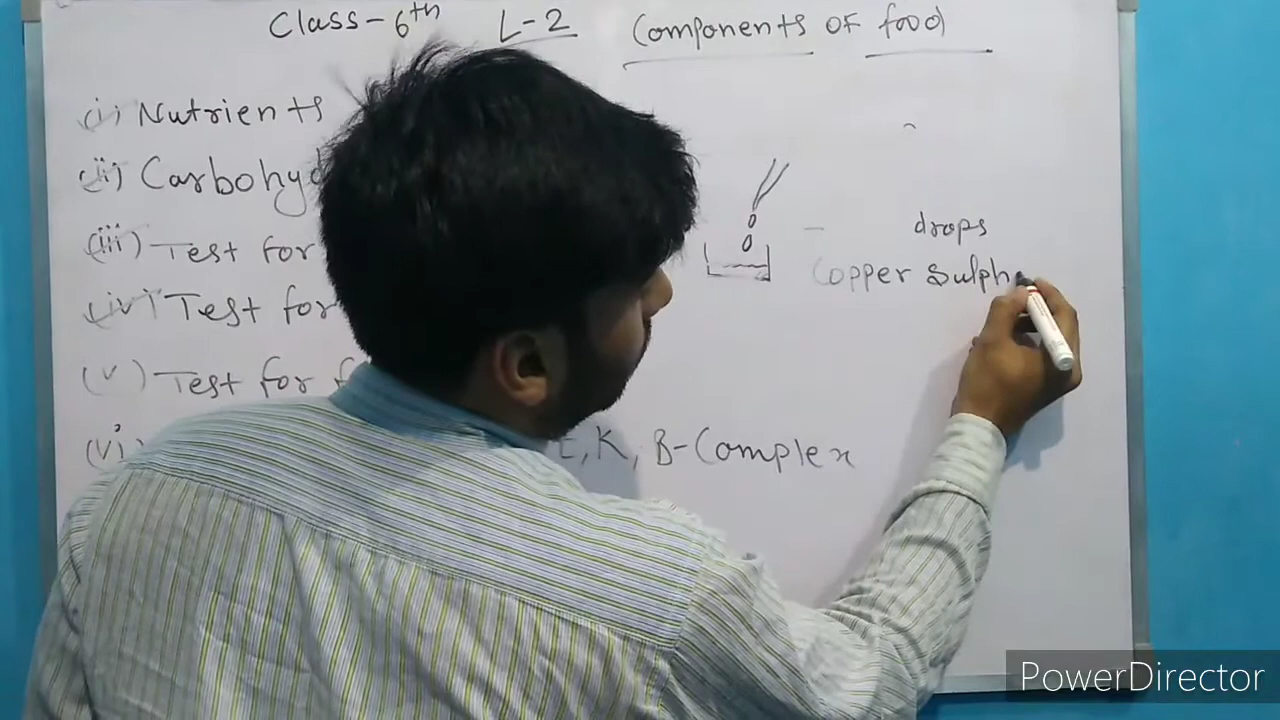 Class-6th L-2 Components of food
(i) Nutrients
(ii) Carbohyd
(iii) Test for
(iv) Test for
(v) Test for f
(vi) E, K, B-Complex
drops
Copper Sulph
PowerDirector